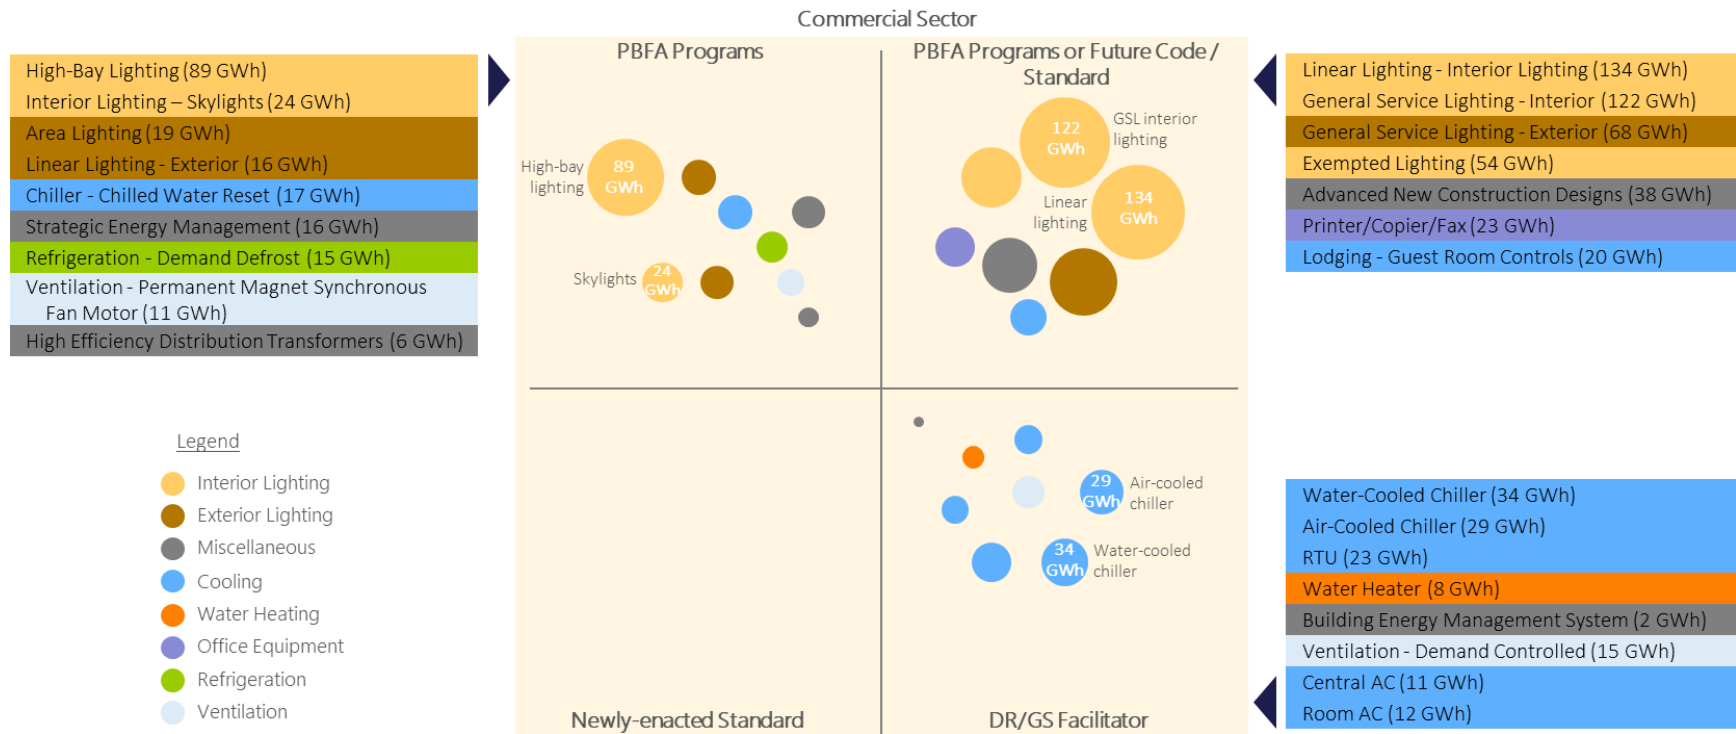 Commercial Sector
PBFA Programs
PBFA Programs or Future Code /
Standard
High-Bay Lighting (89 GWh)
Interior Lighting – Skylights (24 GWh)
Area Lighting (19 GWh)
Linear Lighting - Exterior (16 GWh)
Chiller - Chilled Water Reset (17 GWh)
Strategic Energy Management (16 GWh)
Refrigeration - Demand Defrost (15 GWh)
Ventilation - Permanent Magnet Synchronous
Fan Motor (11 GWh)
High Efficiency Distribution Transformers (6 GWh)
High-bay
lighting
89
GWh
Skylights
24
GWh
122
GWh
GSL interior
lighting
Linear
lighting
134
GWh
Linear Lighting - Interior Lighting (134 GWh)
General Service Lighting - Interior (122 GWh)
General Service Lighting - Exterior (68 GWh)
Exempted Lighting (54 GWh)
Advanced New Construction Designs (38 GWh)
Printer/Copier/Fax (23 GWh)
Lodging - Guest Room Controls (20 GWh)
Legend
Interior Lighting
Exterior Lighting
Miscellaneous
Cooling
Water Heating
Office Equipment
Refrigeration
Ventilation
29
GWh
Air-cooled
chiller
34
GWh
Water-cooled
chiller
Newly-enacted Standard
DR/GS Facilitator
Water-Cooled Chiller (34 GWh)
Air-Cooled Chiller (29 GWh)
RTU (23 GWh)
Water Heater (8 GWh)
Building Energy Management System (2 GWh)
Ventilation - Demand Controlled (15 GWh)
Central AC (11 GWh)
Room AC (12 GWh)